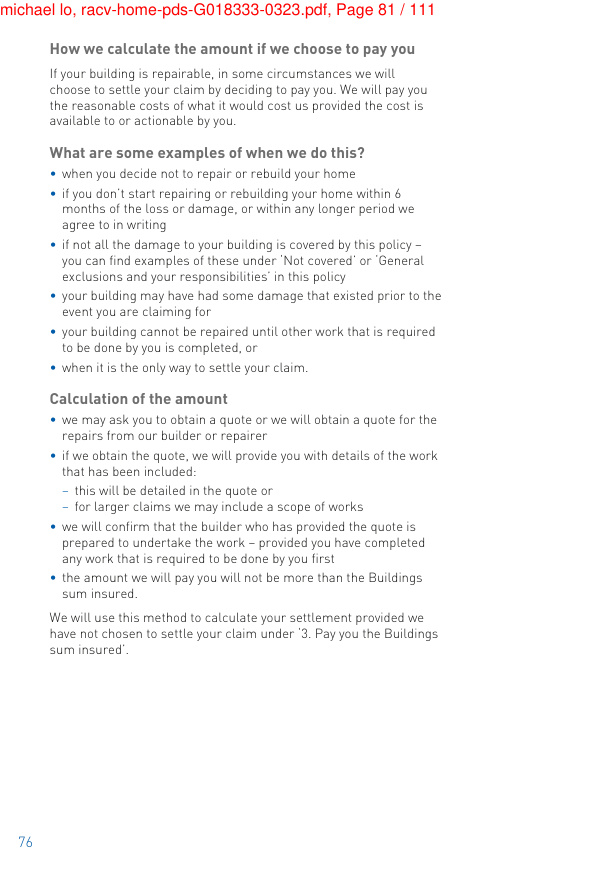 michael lo, racv-home-pds-G018333-0323.pdf, Page 81 / 111
How we calculate the amount if we choose to pay you
If your building is repairable, in some circumstances we will
choose to settle your claim by deciding to pay you. We will pay you
the reasonable costs of what it would cost us provided the cost is
available to or actionable by you.
What are some examples of when we do this?
• when you decide not to repair or rebuild your home
• if you don't start repairing or rebuilding your home within 6
months of the loss or damage, or within any longer period we
agree to in writing
• if not all the damage to your building is covered by this policy –
you can find examples of these under 'Not covered' or 'General
exclusions and your responsibilities' in this policy
• your building may have had some damage that existed prior to the
event you are claiming for
• your building cannot be repaired until other work that is required
to be done by you is completed, or
• when it is the only way to settle your claim.
Calculation of the amount
• we may ask you to obtain a quote or we will obtain a quote for the
repairs from our builder or repairer
• if we obtain the quote, we will provide you with details of the work
that has been included:
– this will be detailed in the quote or
– for larger claims we may include a scope of works
• we will confirm that the builder who has provided the quote is
prepared to undertake the work – provided you have completed
any work that is required to be done by you first
• the amount we will pay you will not be more than the Buildings
sum insured.
We will use this method to calculate your settlement provided we
have not chosen to settle your claim under '3. Pay you the Buildings
sum insured'.
76